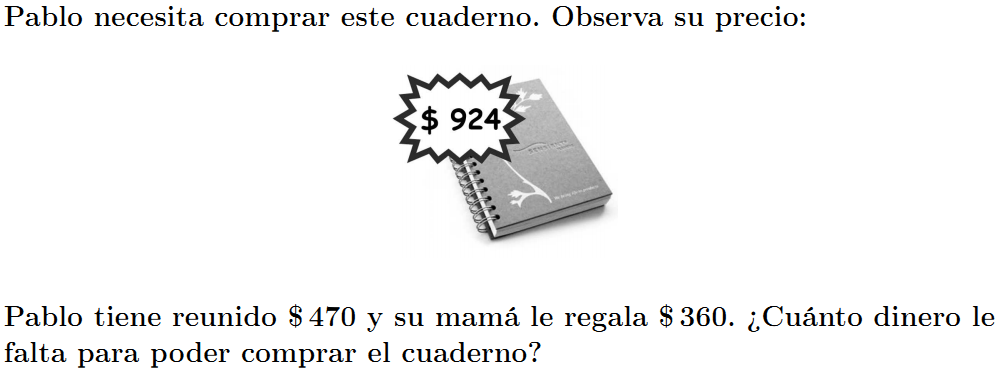 Pablo necesita comprar este cuaderno. Observa su precio:
$ 924
Pablo tiene reunido $ 470 y su mamá le regala $ 360. ¿Cuánto dinero le
falta para poder comprar el cuaderno?